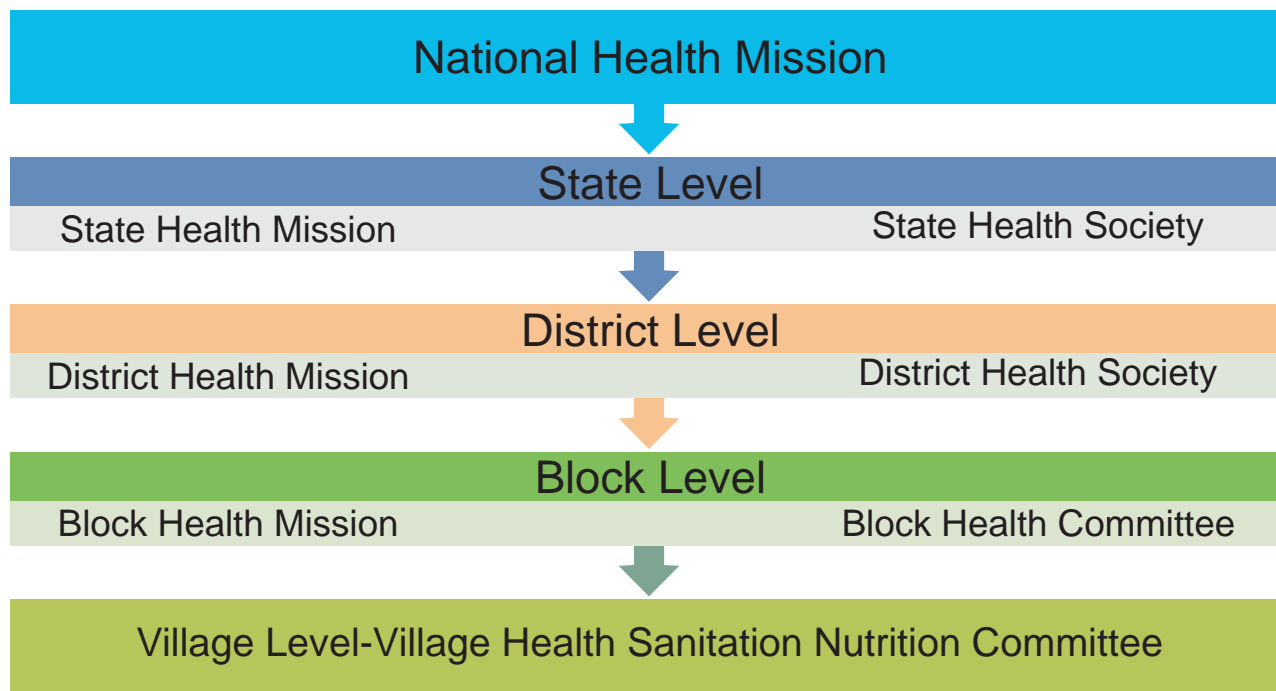 National Health Mission
State Level
State Health Mission State Health Society
District Level
District Health Mission District Health Society
Block Level
Block Health Mission Block Health Committee
Village Level-Village Health Sanitation Nutrition Committee